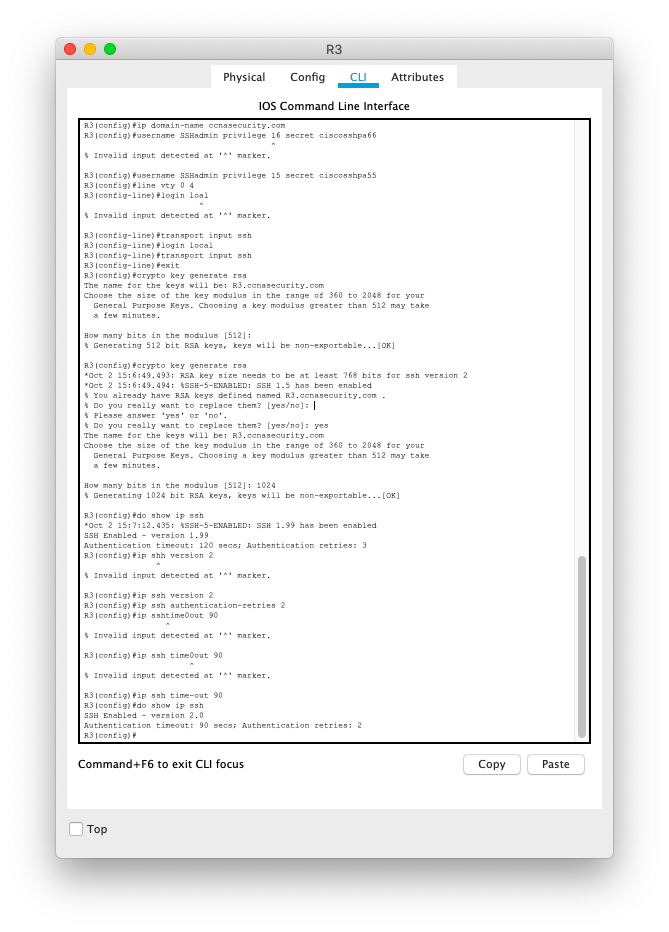 R3
Physical Config CLI Attributes
IOS Command Line Interface
R3(config)#ip domain-name ccnasecurity.com
R3(config)#username SSHadmin privilege 16 secret ciscosshpa66
^
% Invalid input detected at '^' marker.
R3(config)#username SSHadmin privilege 15 secret ciscosshpa55
R3(config)#line vty 0 4
R3(config-line)#login loal
^
% Invalid input detected at '^' marker.
R3(config-line)#transport input ssh
R3(config-line)#login local
R3(config-line)#transport input ssh
R3(config-line)#exit
R3(config)#crypto key generate rsa
The name for the keys will be: R3.ccnasecurity.com
Choose the size of the key modulus in the range of 360 to 2048 for your
General Purpose Keys. Choosing a key modulus greater than 512 may take
a few minutes.
How many bits in the modulus [512]:
% Generating 512 bit RSA keys, keys will be non-exportable...[OK]
R3(config)#crypto key generate rsa
*Oct 2 15:6:49.493: RSA key size needs to be at least 768 bits for ssh version 2
*Oct 2 15:6:49.494: %SSH-5-ENABLED: SSH 1.5 has been enabled
% You already have RSA keys defined named R3.ccnasecurity.com .
% Do you really want to replace them? [yes/no]:
% Please answer 'yes' or 'no'.
% Do you really want to replace them? [yes/no]: yes
The name for the keys will be: R3.ccnasecurity.com
Choose the size of the key modulus in the range of 360 to 2048 for your
General Purpose Keys. Choosing a key modulus greater than 512 may take
a few minutes.
How many bits in the modulus [512]: 1024
% Generating 1024 bit RSA keys, keys will be non-exportable...[OK]
R3(config)#do show ip ssh
*Oct 2 15:7:12.435: %SSH-5-ENABLED: SSH 1.99 has been enabled
SSH Enabled - version 1.99
Authentication timeout: 120 secs; Authentication retries: 3
R3(config)#ip shh version 2
^
% Invalid input detected at '^' marker.
R3(config)#ip ssh version 2
R3(config)#ip ssh authentication-retries 2
R3(config)#ip sshtime0out 90
^
% Invalid input detected at '^' marker.
R3(config)#ip ssh time0out 90
^
% Invalid input detected at '^' marker.
R3(config)#ip ssh time-out 90
R3(config)#do show ip ssh
SSH Enabled - version 2.0
Authentication timeout: 90 secs; Authentication retries: 2
R3(config)#
Command+F6 to exit CLI focus Copy Paste
Top